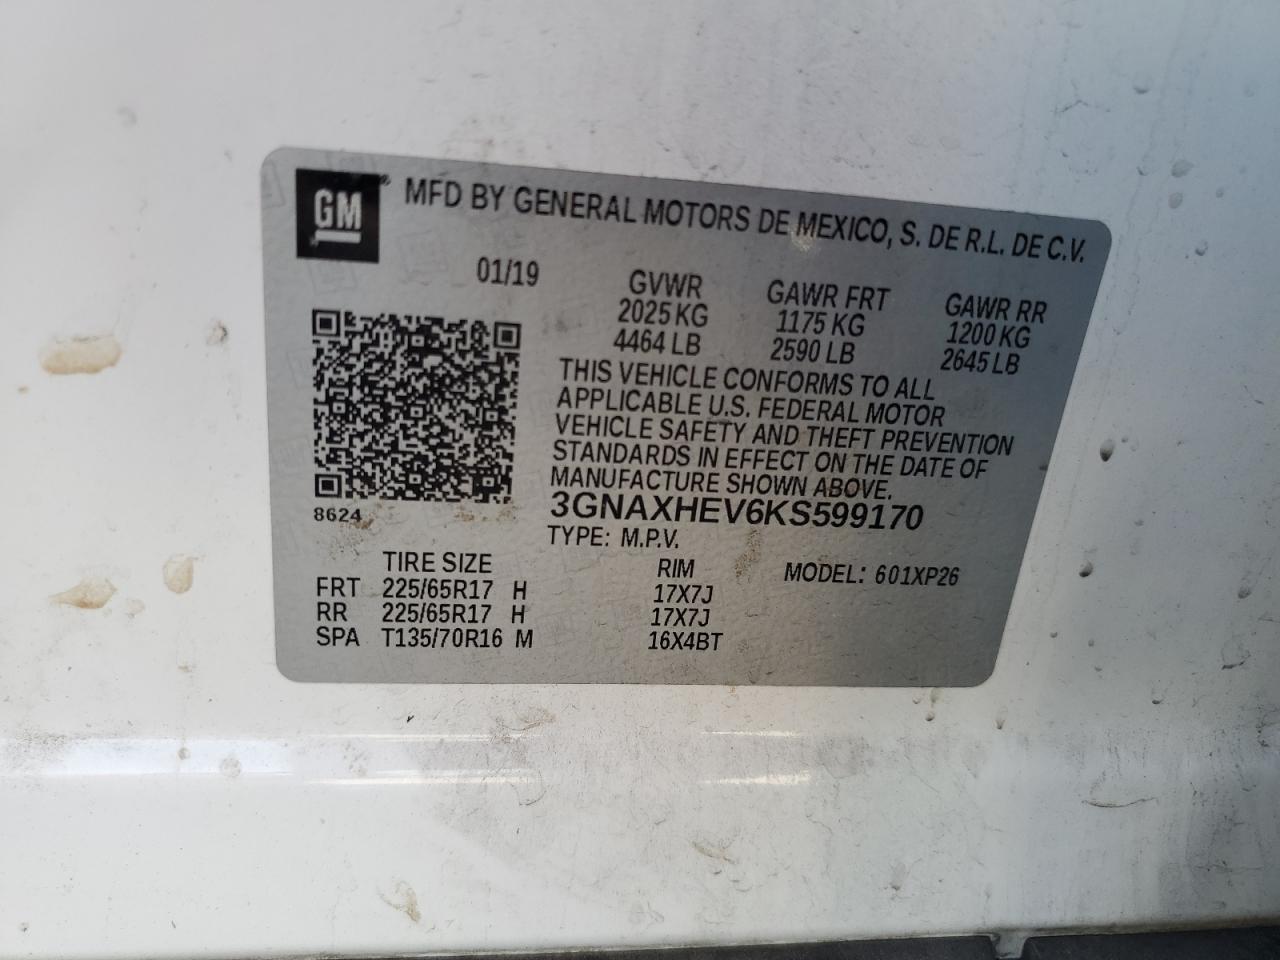 GM® MFD BY GENERAL MOTORS DE MEXICO, S. DE R.L. DE C.V.
01/19
GVWR GAWR FRT GAWR RR
2025 KG 1175 KG 1200 KG
4464 LB 2590 LB 2645 LB
THIS VEHICLE CONFORMS TO ALL
APPLICABLE U.S. FEDERAL MOTOR
VEHICLE SAFETY AND THEFT PREVENTION
STANDARDS IN EFFECT ON THE DATE OF
MANUFACTURE SHOWN ABOVE.
8624
3GNAXHEV6KS599170
TYPE: M.P.V.
TIRE SIZE RIM MODEL: 601XP26
FRT 225/65R17 H 17X7J
RR 225/65R17 H 17X7J
SPA T135/70R16 M 16X4BT